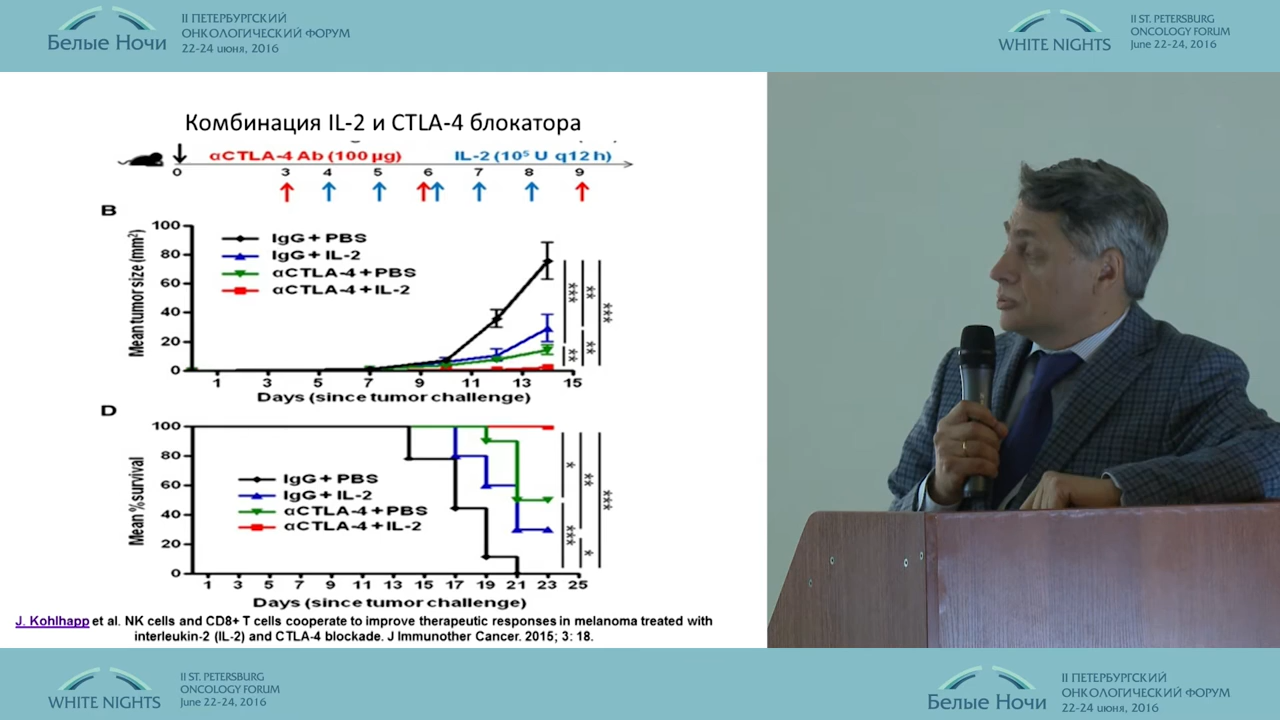 II ПЕТЕРБУРГСКИЙ
ОНКОЛОГИЧЕСКИЙ ФОРУМ
Белые Ночи
22-24 июня, 2016
II ST. PETERSBURG
ONCOLOGY FORUM
WHITE NIGHTS
June 22-24, 2016
Комбинация IL-2 и CTLA-4 блокатора
αCTLA-4 Ab (100 µg) IL-2 (10⁵ U q12h)
0 3 4 5 6 7 8 9
B
Mean tumor size (mm²)
100
80
60
40
20
0
IgG + PBS
IgG + IL-2
αCTLA-4 + PBS
αCTLA-4 + IL-2
*** ** ***
** **
1 3 5 7 9 11 13 15
Days (since tumor challenge)
D
Mean % survival
100
80
60
40
20
0
IgG + PBS
IgG + IL-2
αCTLA-4 + PBS
αCTLA-4 + IL-2
* ** ***
*** *
1 3 5 7 9 11 13 15 17 19 21 23 25
Days (since tumor challenge)
J. Kohlhapp et al. NK cells and CD8+ T cells cooperate to improve therapeutic responses in melanoma treated with
interleukin-2 (IL-2) and CTLA-4 blockade. J Immunother Cancer. 2015; 3: 18.
II ST. PETERSBURG
ONCOLOGY FORUM
WHITE NIGHTS
June 22-24, 2016
II ПЕТЕРБУРГСКИЙ
ОНКОЛОГИЧЕСКИЙ ФОРУМ
Белые Ночи
22-24 июня, 2016